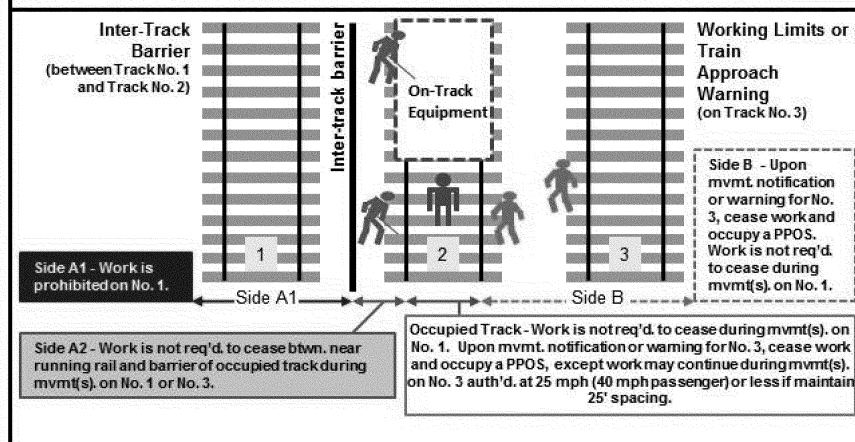 Inter-Track
Barrier
(between Track No. 1
and Track No. 2)
Inter-track barrier
On-Track
Equipment
Working Limits or
Train
Approach
Warning
(on Track No. 3)
Side B - Upon
mvmt. notification
or warning for No.
3, cease work and
occupy a PPOS.
Work is not req'd.
to cease during
mvmt(s). on No. 1.
1
2
3
Side A1 - Work is
prohibited on No. 1.
Side A1
Side B
Side A2 - Work is not req'd. to cease btwn. near
running rail and barrier of occupied track during
mvmt(s). on No. 1 or No. 3.
Occupied Track - Work is not req'd. to cease during mvmt(s). on
No. 1. Upon mvmt. notification or warning for No. 3, cease work
and occupy a PPOS, except work may continue during mvmt(s).
on No. 3 auth'd. at 25 mph (40 mph passenger) or less if maintain
25' spacing.